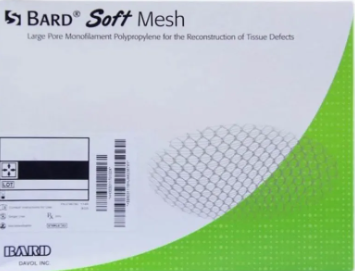 BARD® Soft Mesh
Large Pore Monofilament Polypropylene for the Reconstruction of Tissue Defects
LOT
BARD
DAVOL INC.